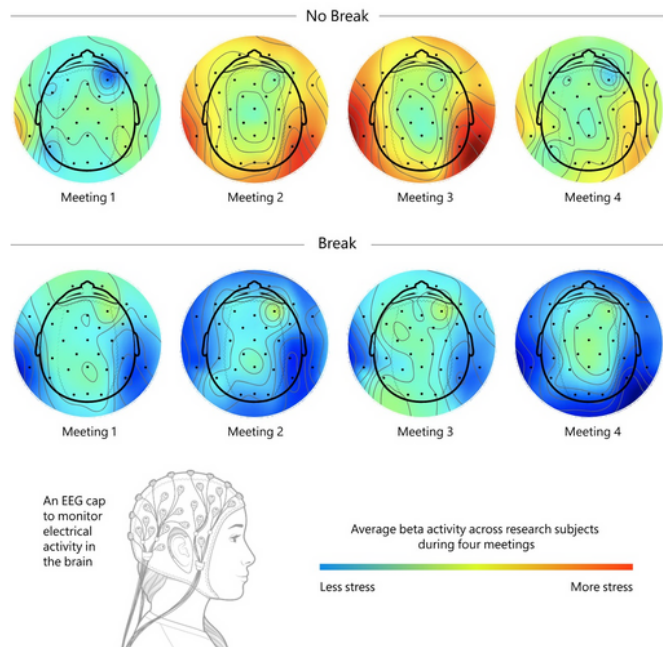 No Break
Meeting 1
Meeting 2
Meeting 3
Meeting 4
Break
Meeting 1
Meeting 2
Meeting 3
Meeting 4
An EEG cap
to monitor
electrical
activity in
the brain
Average beta activity across research subjects
during four meetings
Less stress
More stress